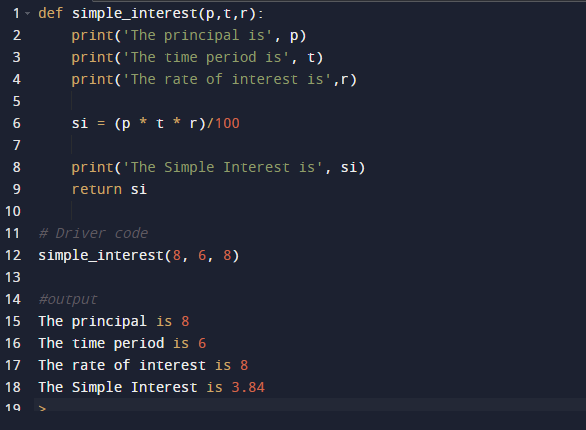 1 def simple_interest(p,t,r):
2     print('The principal is', p)
3     print('The time period is', t)
4     print('The rate of interest is',r)
5
6     si = (p * t * r)/100
7
8     print('The Simple Interest is', si)
9     return si
10
11 # Driver code
12 simple_interest(8, 6, 8)
13
14 #output
15 The principal is 8
16 The time period is 6
17 The rate of interest is 8
18 The Simple Interest is 3.84
19 >